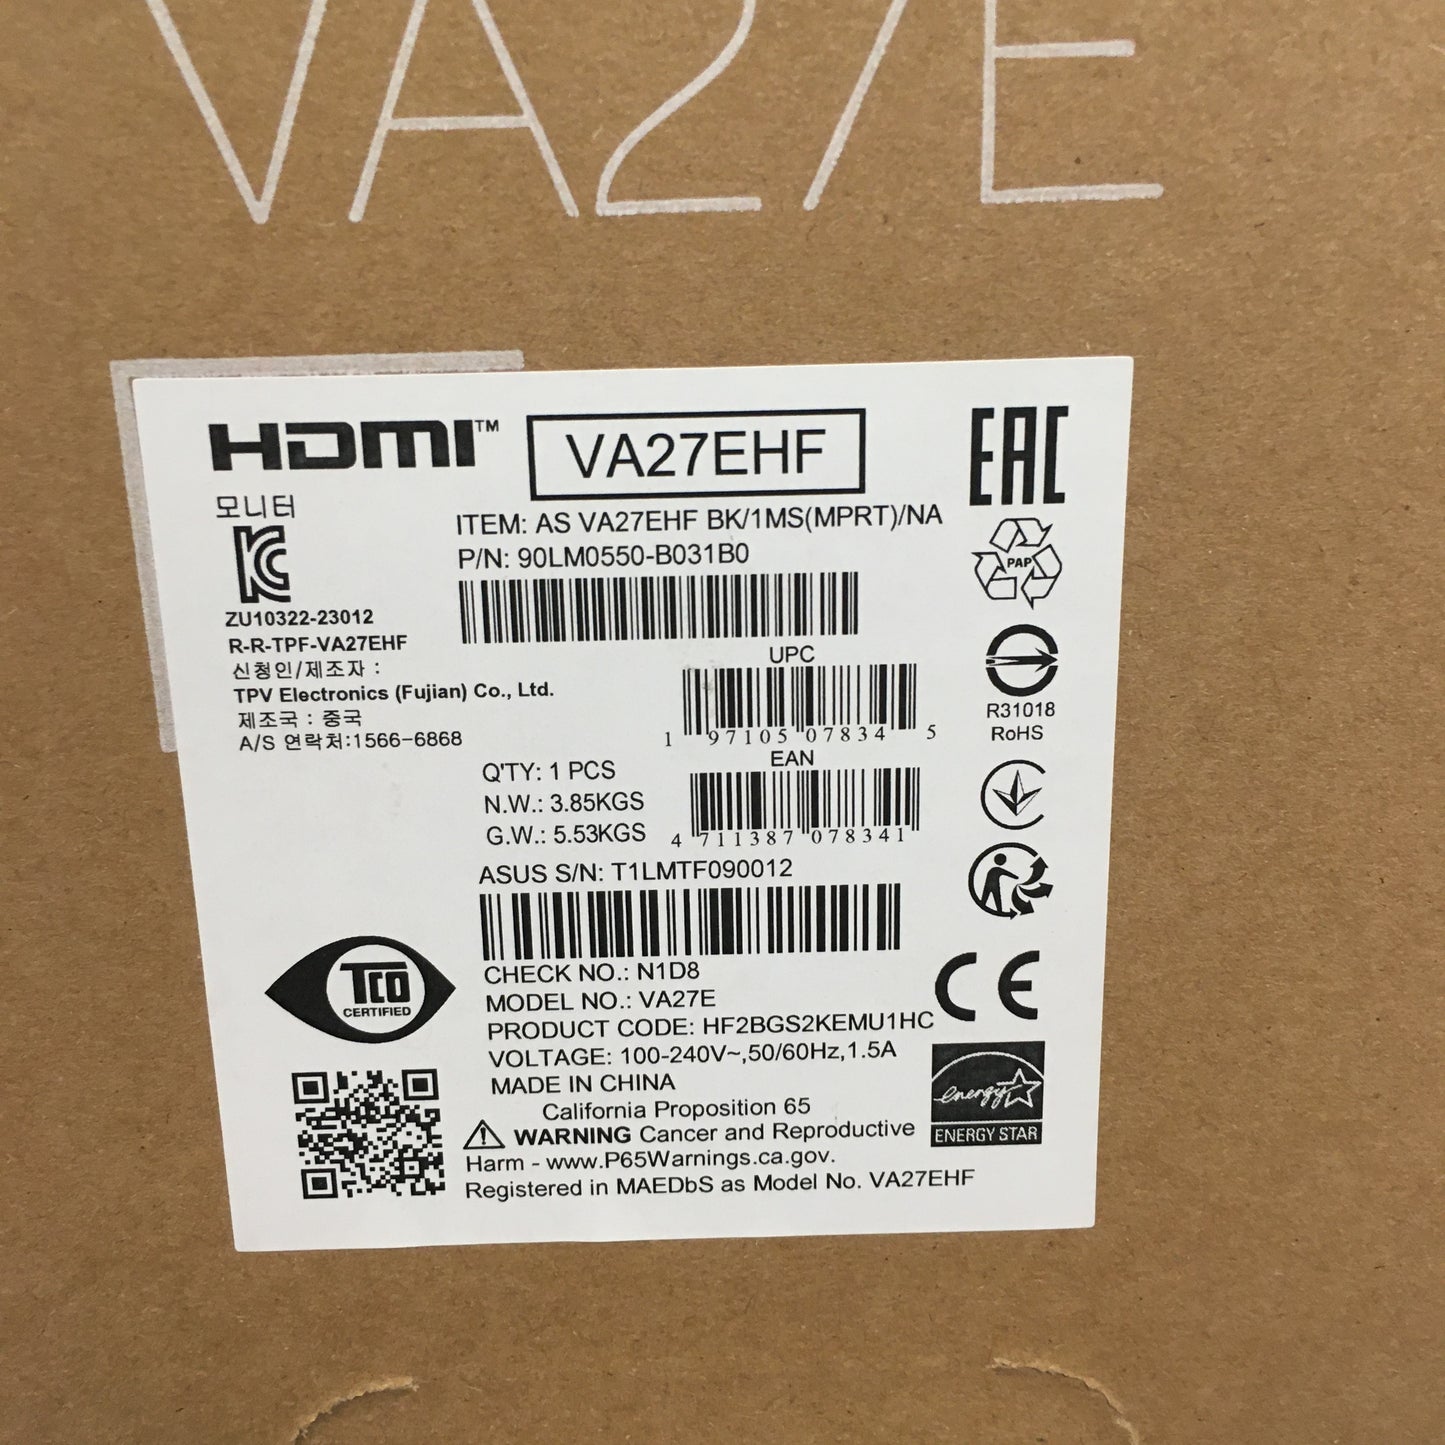 VA27E
HDMI™
VA27EHF
EAC
모니터
ITEM: AS VA27EHF BK/1MS(MPRT)/NA
P/N: 90LM0550-B031B0
PAP
KC
ZU10322-23012
R-R-TPF-VA27EHF
신청인/제조자 :
TPV Electronics (Fujian) Co., Ltd.
제조국 : 중국
A/S 연락처:1566-6868
UPC
1 97105 07834 5
R31018
RoHS
EAN
4 711387 078341
Q'TY: 1 PCS
N.W.: 3.85KGS
G.W.: 5.53KGS
ASUS S/N: T1LMTF090012
TCO
CERTIFIED
CHECK NO.: N1D8
MODEL NO.: VA27E
PRODUCT CODE: HF2BGS2KEMU1HC
VOLTAGE: 100-240V~,50/60Hz,1.5A
MADE IN CHINA
CE
energy
ENERGY STAR
California Proposition 65
WARNING Cancer and Reproductive
Harm - www.P65Warnings.ca.gov.
Registered in MAEDbS as Model No. VA27EHF